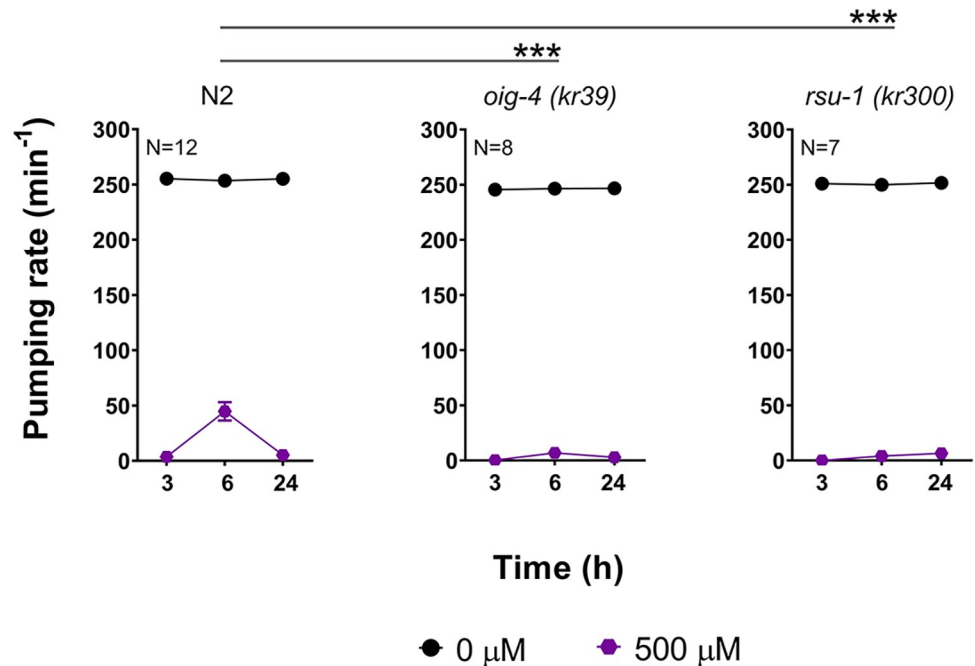 ***
***
N2
oig-4 (kr39)
rsu-1 (kr300)
Pumping rate (min⁻¹)
300
250
200
150
100
50
0
N=12
3 6 24
300
250
200
150
100
50
0
N=8
3 6 24
300
250
200
150
100
50
0
N=7
3 6 24
Time (h)
0 μM 500 μM